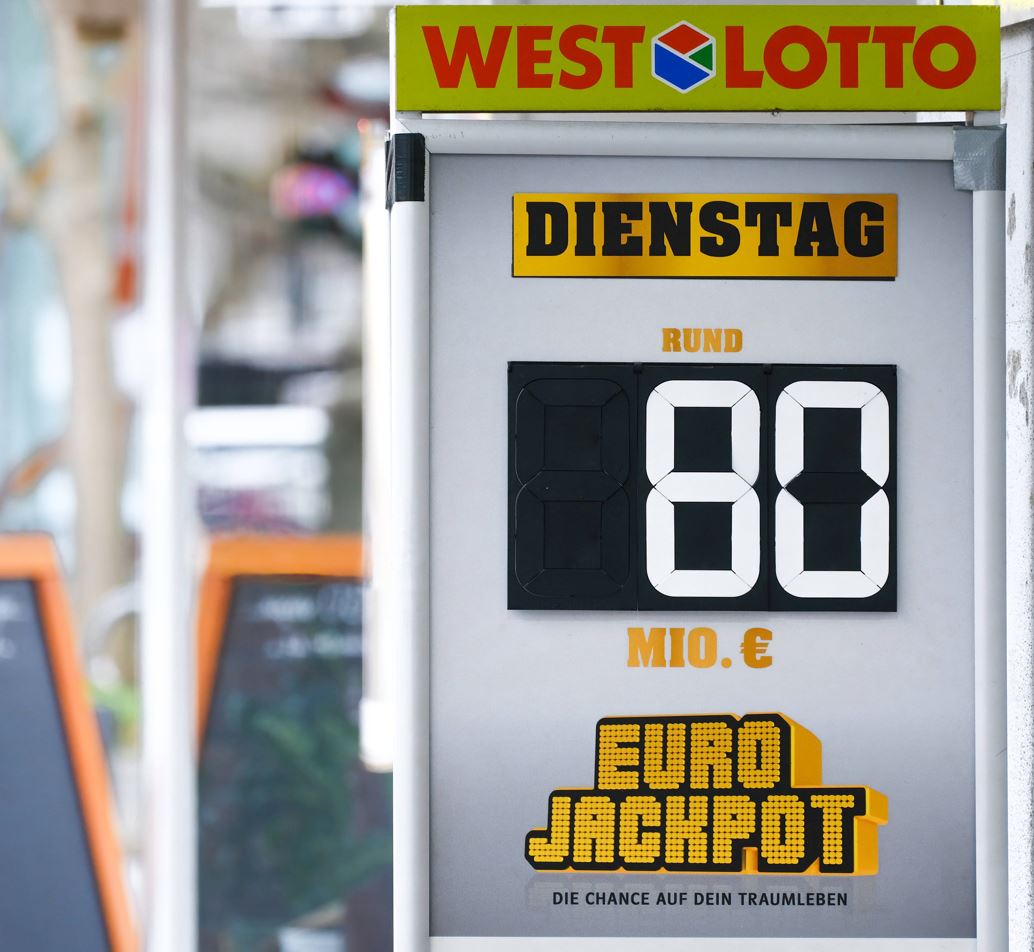 WEST LOTTO
DIENSTAG
RUND
80
MIO. €
EURO
JACKPOT
DIE CHANCE AUF DEIN TRAUMLEBEN